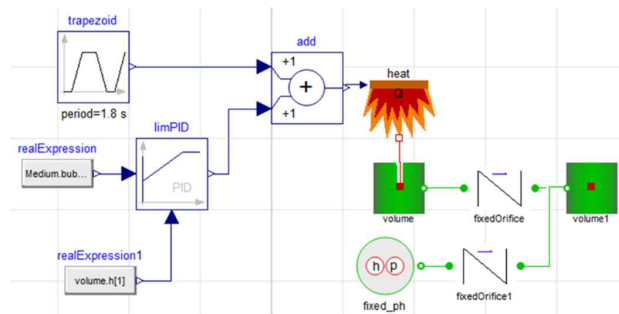 trapezoid
add
+1
+
+1
heat
Q
period=1.8 s
limPID
PID
realExpression
Medium.bub...
realExpression1
volume.h[1]
volume
fixedOrifice
volume1
h p
fixed_ph
fixedOrifice1